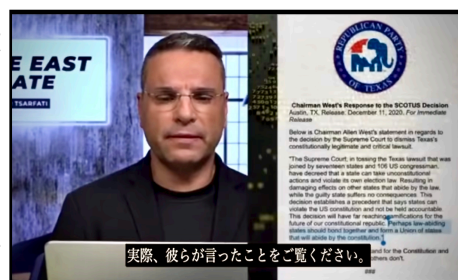 E EAST
ATE
TSARFATI
REPUBLICAN PARTY
OF TEXAS
Chairman West's Response to the SCOTUS Decision
Austin, TX, Release: December 11, 2020, For Immediate
Release
Below is Chairman Allen West's statement in regards to
the decision by the Supreme Court to dismiss Texas's
constitutionally legitimate and critical lawsuit.
"The Supreme Court, in tossing the Texas lawsuit that was
joined by seventeen states and 106 US congressman,
have decreed that a state can take unconstitutional
actions and violate its own election law. Resulting in
damaging effects on other states that abide by the law,
while the guilty state suffers no consequences. This
decision establishes a precedent that says states can
violate the US constitution and not be held accountable.
This decision will have far reaching ramifications for the
future of our constitutional republic. Perhaps law-abiding
states should bond together and form a Union of states
that will abide by the constitution."
and for the Constitution and
others don't.
実際、彼らが言ったことをご覧ください。